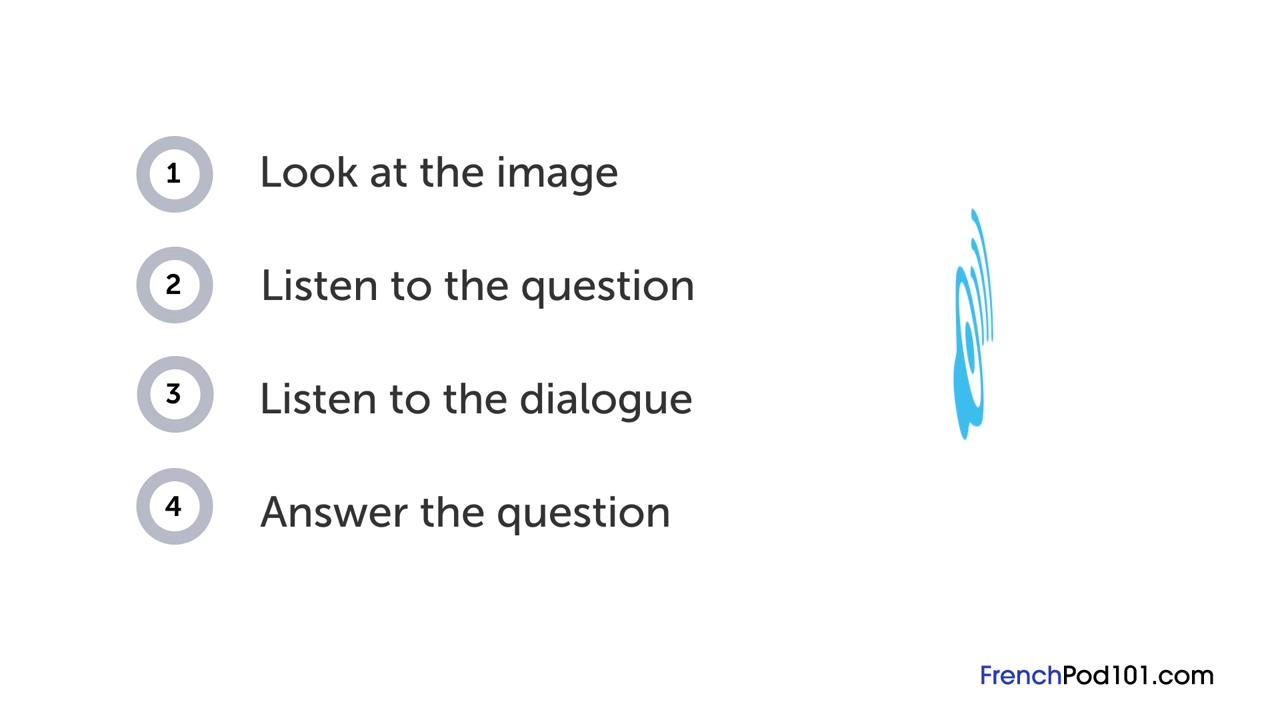 1 Look at the image
2 Listen to the question
3 Listen to the dialogue
4 Answer the question
FrenchPod101.com